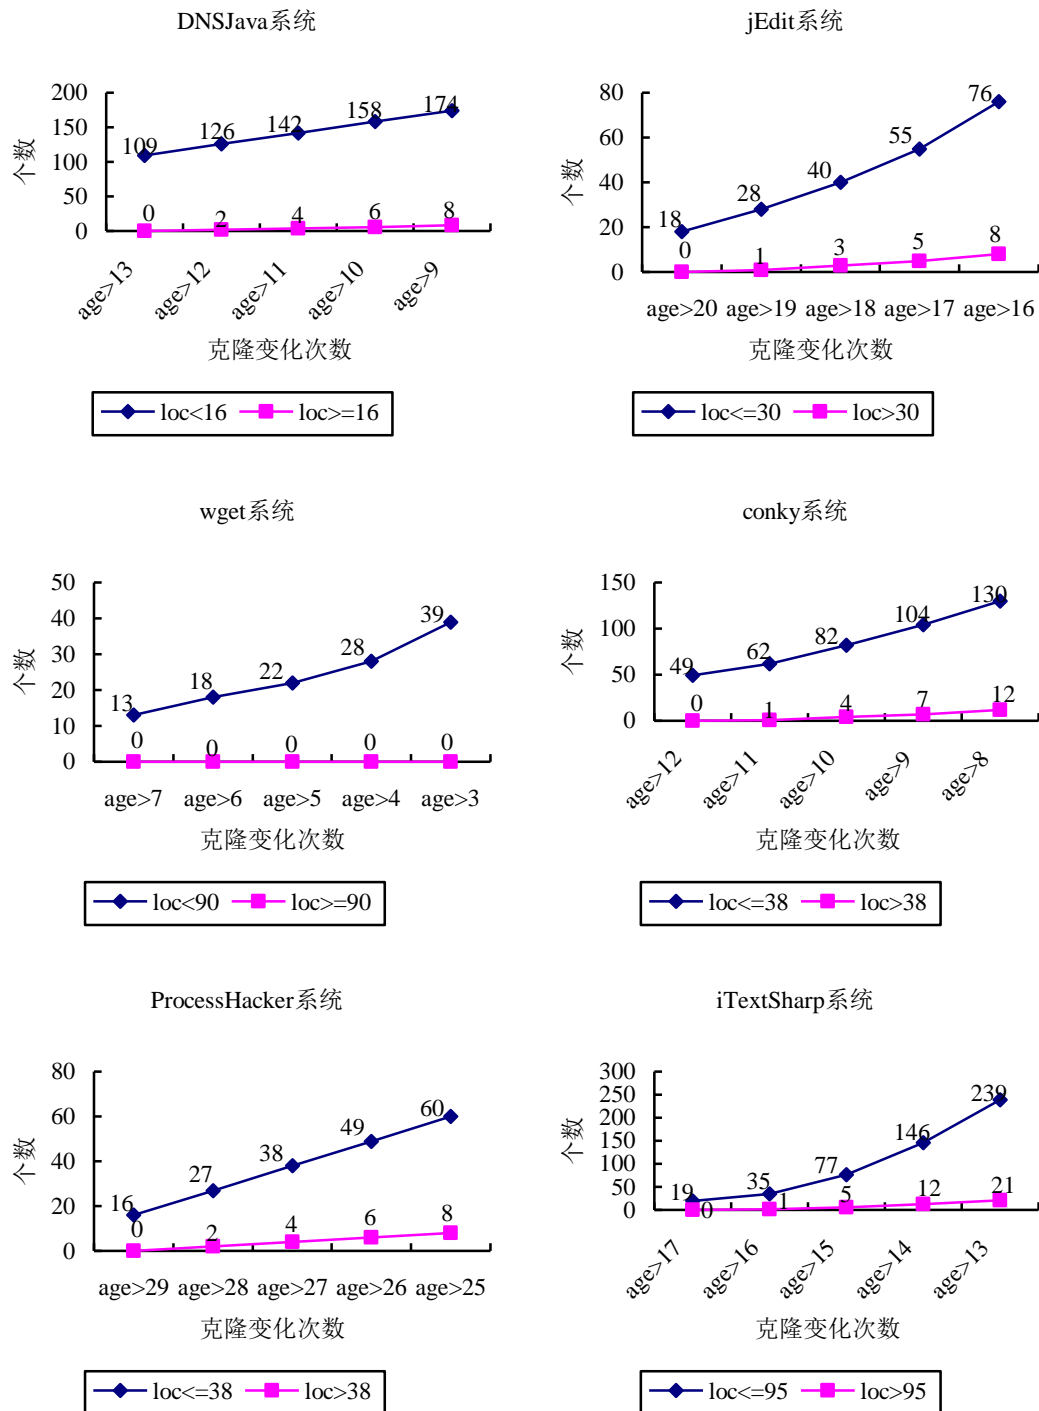 DNSJava系统
200
150
100
50
0
个数
109
126
142
158
174
0
2
4
6
8
age>13
age>12
age>11
age>10
age>9
克隆变化次数
loc<16
loc>=16
jEdit系统
80
60
40
20
0
个数
18
28
40
55
76
0
1
3
5
8
age>20 age>19 age>18 age>17 age>16
克隆变化次数
loc<=30
loc>30
wget系统
50
40
30
20
10
0
个数
13
18
22
28
39
0
0
0
0
0
age>7 age>6 age>5 age>4 age>3
克隆变化次数
loc<90
loc>=90
conky系统
150
100
50
0
个数
49
62
82
104
130
0
1
4
7
12
age>12
age>11
age>10
age>9
age>8
克隆变化次数
loc<=38
loc>38
ProcessHacker系统
80
60
40
20
0
个数
16
27
38
49
60
0
2
4
6
8
age>29 age>28 age>27 age>26 age>25
克隆变化次数
loc<=38
loc>38
iTextSharp系统
300
250
200
150
100
50
0
个数
19
35
77
146
239
0
1
5
12
21
age>17
age>16
age>15
age>14
age>13
克隆变化次数
loc<=95
loc>95